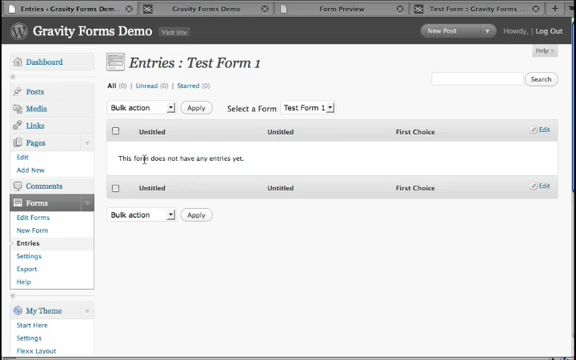 Entries ‹ Gravity Forms Dem...
Gravity Forms Demo
Form Preview
Test Form : Gravity Forms ...
Gravity Forms Demo
Visit Site
New Post
Howdy, | Log Out
Help
Dashboard
Posts
Media
Links
Pages
Edit
Add New
Comments
Forms
Edit Forms
New Form
Entries
Settings
Export
Help
My Theme
Start Here
Settings
Flexx Layout
Entries : Test Form 1
All (0) | Unread (0) | Starred (0)
Search
Bulk action
Apply
Select a Form
Test Form 1
Untitled Untitled First Choice Edit
This form does not have any entries yet.
Untitled Untitled First Choice Edit
Bulk action
Apply